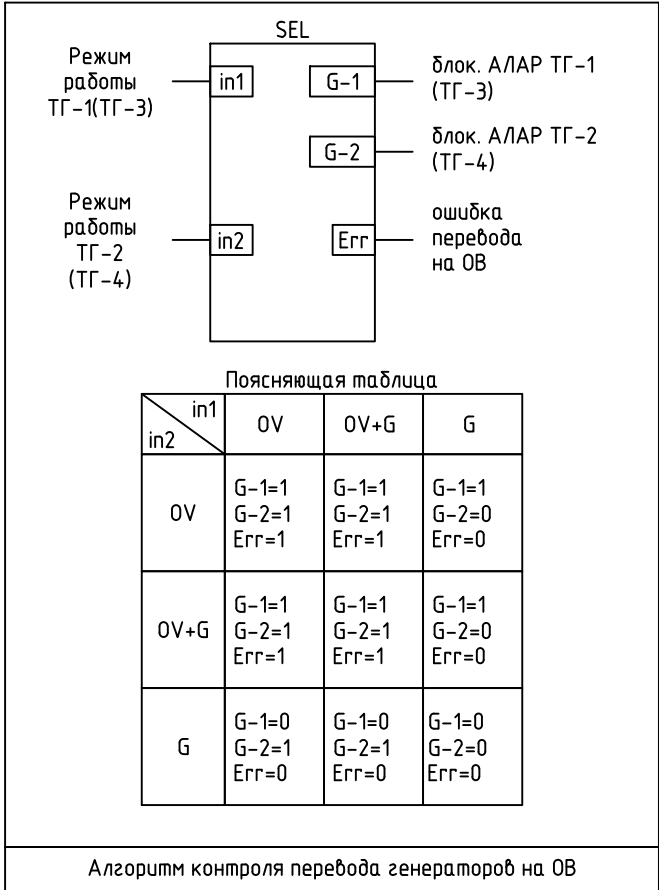 SEL
Режим
работы
ТГ-1(ТГ-3)
in1
G-1
блок. АЛАР ТГ-1
(ТГ-3)
G-2
блок. АЛАР ТГ-2
(ТГ-4)
Режим
работы
ТГ-2
(ТГ-4)
in2
Err
ошибка
перевода
на ОВ
Поясняющая таблица
in1
in2
OV
OV+G
G
OV
G-1=1
G-2=1
Err=1
G-1=1
G-2=1
Err=1
G-1=1
G-2=0
Err=0
OV+G
G-1=1
G-2=1
Err=1
G-1=1
G-2=1
Err=1
G-1=1
G-2=0
Err=0
G
G-1=0
G-2=1
Err=0
G-1=0
G-2=1
Err=0
G-1=0
G-2=0
Err=0
Алгоритм контроля перевода генераторов на ОВ